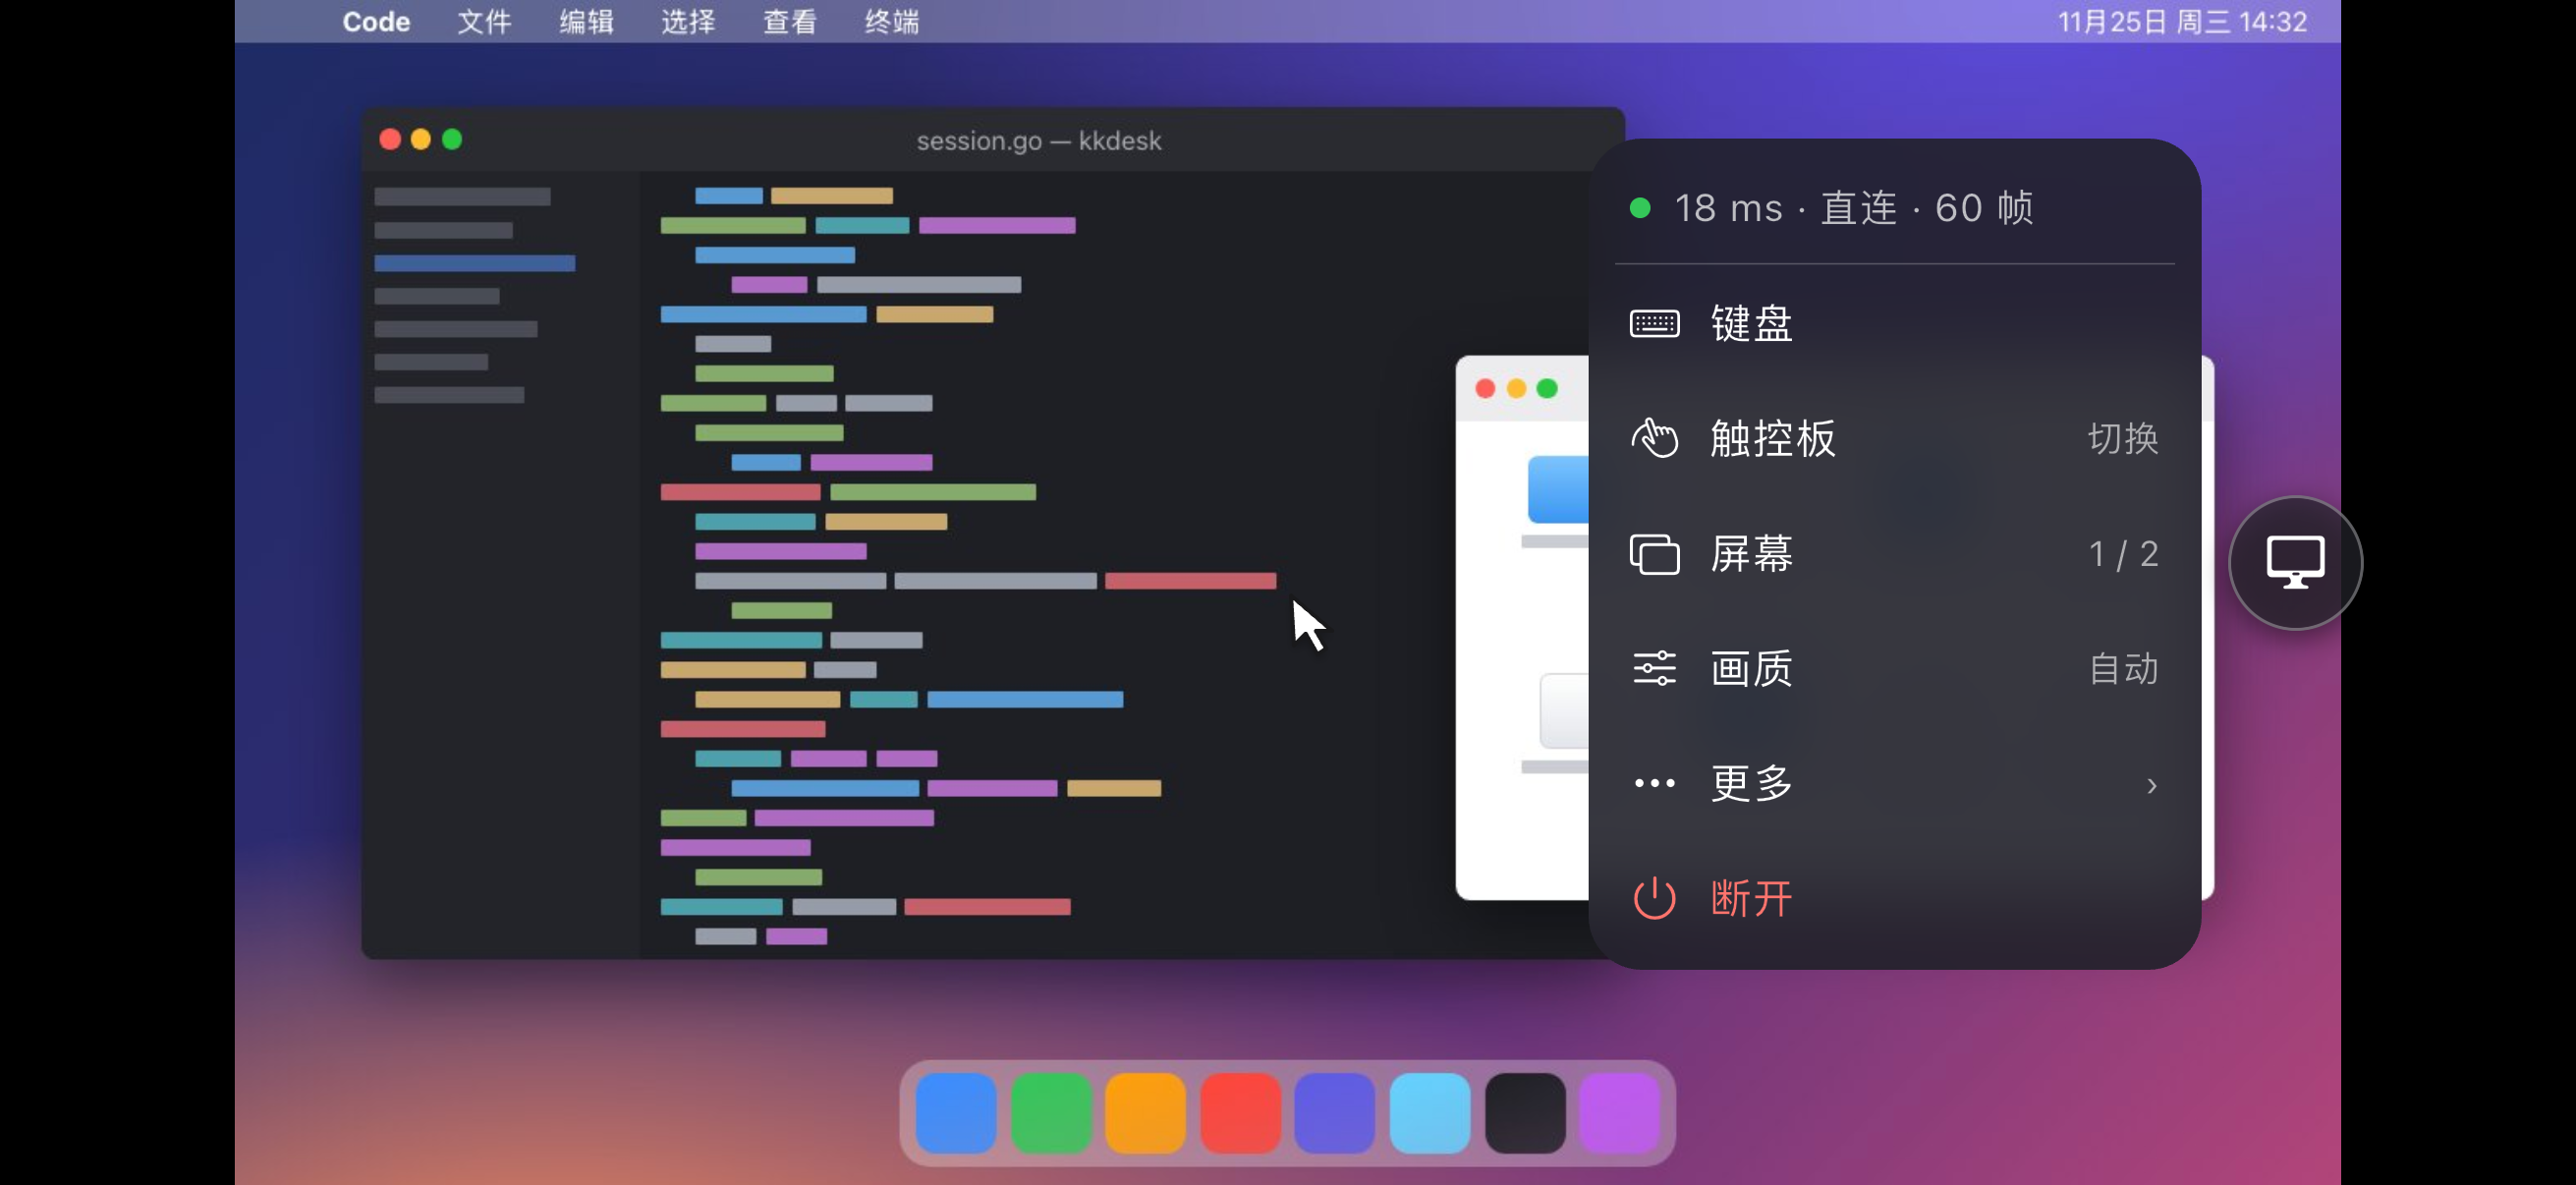 Code 文件 编辑 选择 查看 终端 11月25日 周三 14:32
session.go — kkdesk
18 ms · 直连 · 60 帧
键盘
触控板 切换
屏幕 1 / 2
画质 自动
更多 ›
断开